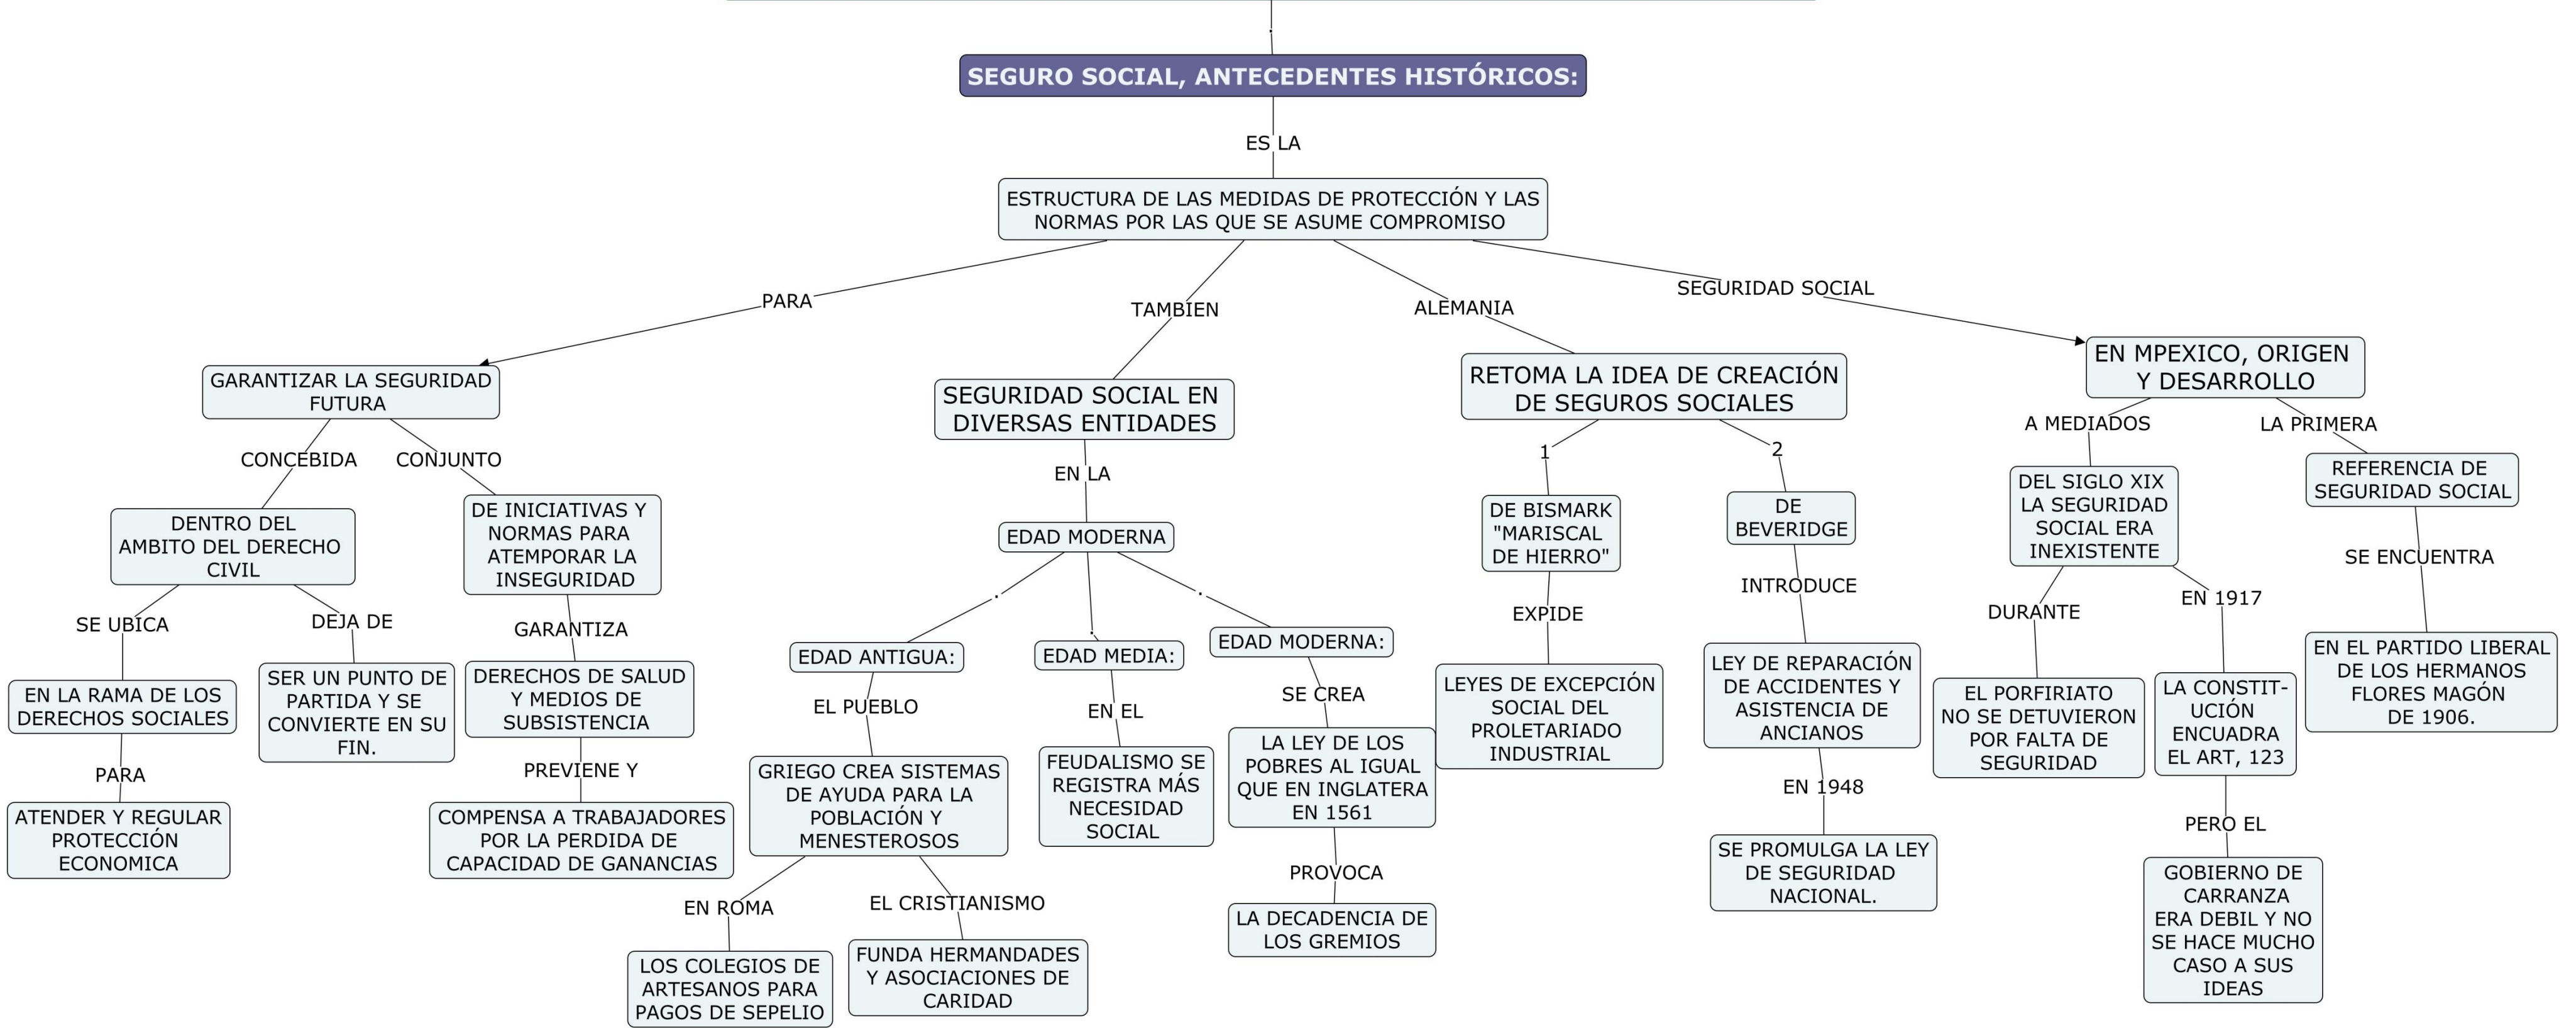 SEGURO SOCIAL, ANTECEDENTES HISTÓRICOS:
ES LA
ESTRUCTURA DE LAS MEDIDAS DE PROTECCIÓN Y LAS
NORMAS POR LAS QUE SE ASUME COMPROMISO
PARA
GARANTIZAR LA SEGURIDAD
FUTURA
CONCEBIDA
DENTRO DEL
AMBITO DEL DERECHO
CIVIL
SE UBICA
EN LA RAMA DE LOS
DERECHOS SOCIALES
PARA
ATENDER Y REGULAR
PROTECCIÓN
ECONOMICA
DEJA DE
SER UN PUNTO DE
PARTIDA Y SE
CONVIERTE EN SU
FIN.
CONJUNTO
DE INICIATIVAS Y
NORMAS PARA
ATEMPORAR LA
INSEGURIDAD
GARANTIZA
DERECHOS DE SALUD
Y MEDIOS DE
SUBSISTENCIA
PREVIENE Y
COMPENSA A TRABAJADORES
POR LA PERDIDA DE
CAPACIDAD DE GANANCIAS
TAMBIEN
SEGURIDAD SOCIAL EN
DIVERSAS ENTIDADES
EN LA
EDAD MODERNA
EDAD ANTIGUA:
EL PUEBLO
GRIEGO CREA SISTEMAS
DE AYUDA PARA LA
POBLACIÓN Y
MENESTEROSOS
EN ROMA
LOS COLEGIOS DE
ARTESANOS PARA
PAGOS DE SEPELIO
EL CRISTIANISMO
FUNDA HERMANDADES
Y ASOCIACIONES DE
CARIDAD
EDAD MEDIA:
EN EL
FEUDALISMO SE
REGISTRA MÁS
NECESIDAD
SOCIAL
EDAD MODERNA:
SE CREA
LA LEY DE LOS
POBRES AL IGUAL
QUE EN INGLATERA
EN 1561
PROVOCA
LA DECADENCIA DE
LOS GREMIOS
ALEMANIA
RETOMA LA IDEA DE CREACIÓN
DE SEGUROS SOCIALES
1
DE BISMARK
"MARISCAL
DE HIERRO"
EXPIDE
LEYES DE EXCEPCIÓN
SOCIAL DEL
PROLETARIADO
INDUSTRIAL
2
DE
BEVERIDGE
INTRODUCE
LEY DE REPARACIÓN
DE ACCIDENTES Y
ASISTENCIA DE
ANCIANOS
EN 1948
SE PROMULGA LA LEY
DE SEGURIDAD
NACIONAL.
SEGURIDAD SOCIAL
EN MPEXICO, ORIGEN
Y DESARROLLO
A MEDIADOS
DEL SIGLO XIX
LA SEGURIDAD
SOCIAL ERA
INEXISTENTE
DURANTE
EL PORFIRIATO
NO SE DETUVIERON
POR FALTA DE
SEGURIDAD
EN 1917
LA CONSTIT-
UCIÓN
ENCUADRA
EL ART, 123
PERO EL
GOBIERNO DE
CARRANZA
ERA DEBIL Y NO
SE HACE MUCHO
CASO A SUS
IDEAS
LA PRIMERA
REFERENCIA DE
SEGURIDAD SOCIAL
SE ENCUENTRA
EN EL PARTIDO LIBERAL
DE LOS HERMANOS
FLORES MAGÓN
DE 1906.